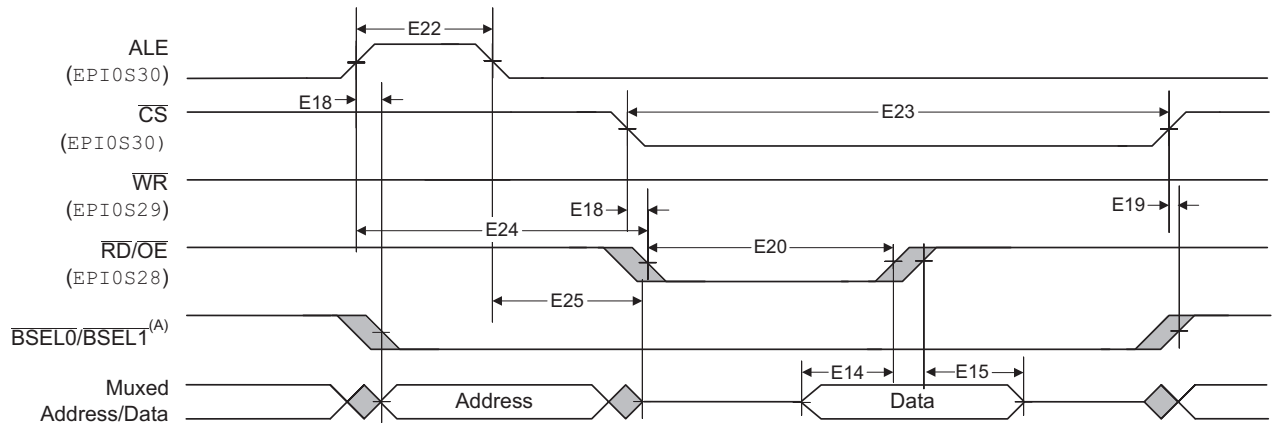 E22
ALE
(EPI0S30)
E18
CS
E23
(EPI0S30)
WR
(EPI0S29)
E18
E19
E24
RD/OE
E20
(EPI0S28)
E25
BSEL0/BSEL1(A)
E14
E15
Muxed
Address/Data
Address
Data